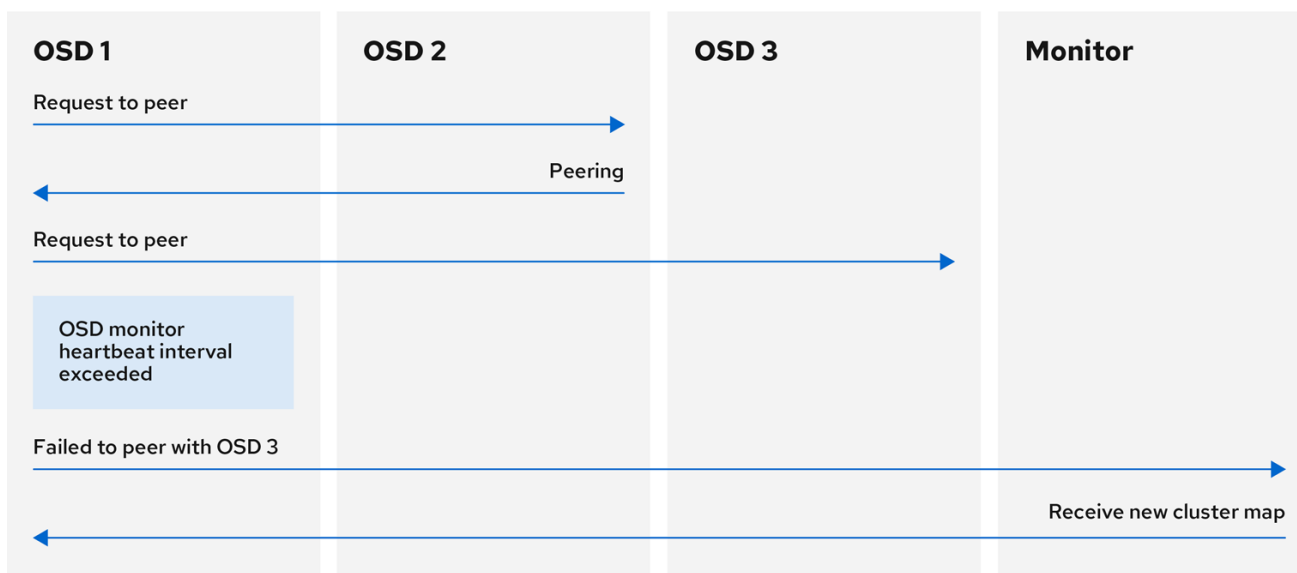 OSD 1
OSD 2
OSD 3
Monitor
Request to peer
Peering
Request to peer
OSD monitor
heartbeat interval
exceeded
Failed to peer with OSD 3
Receive new cluster map